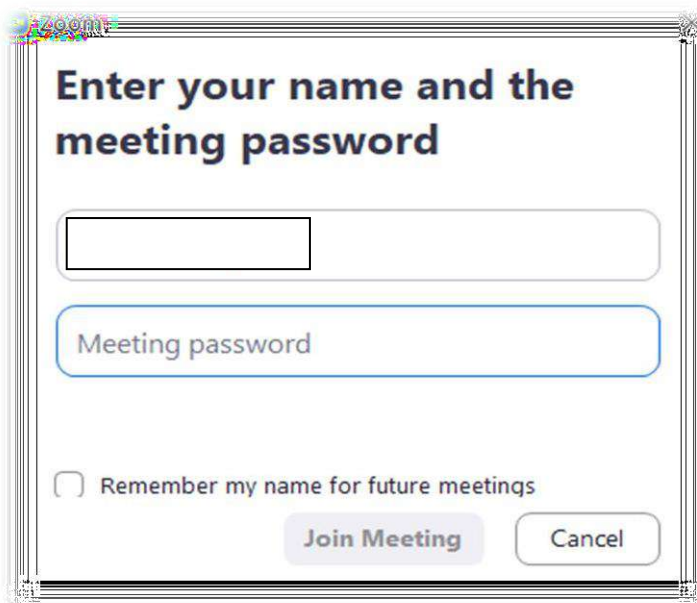 Zoom
Enter your name and the
meeting password
Meeting password
Remember my name for future meetings
Join Meeting
Cancel